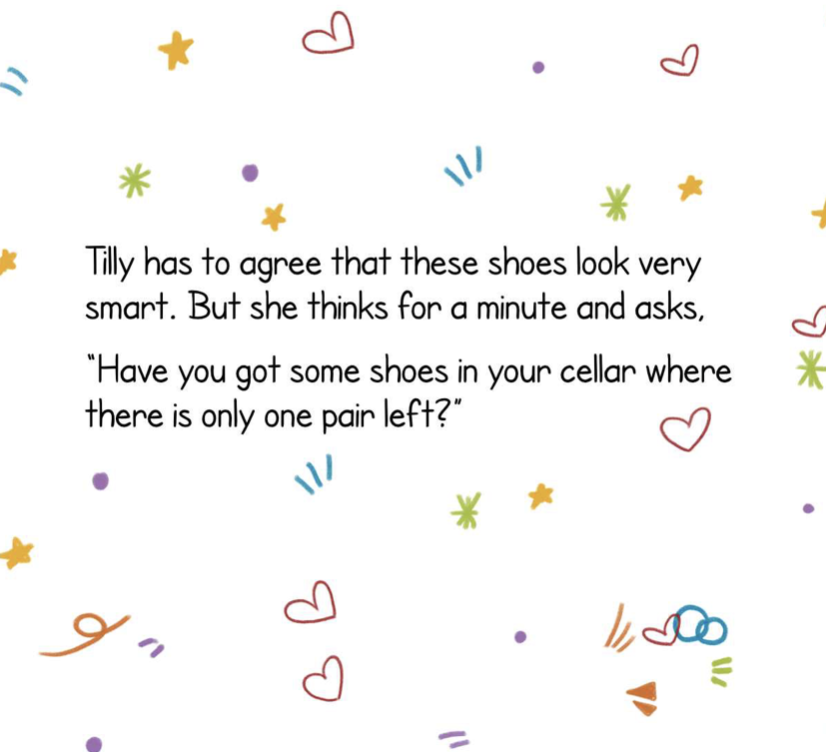 Tilly has to agree that these shoes look very
smart. But she thinks for a minute and asks,
"Have you got some shoes in your cellar where
there is only one pair left?"